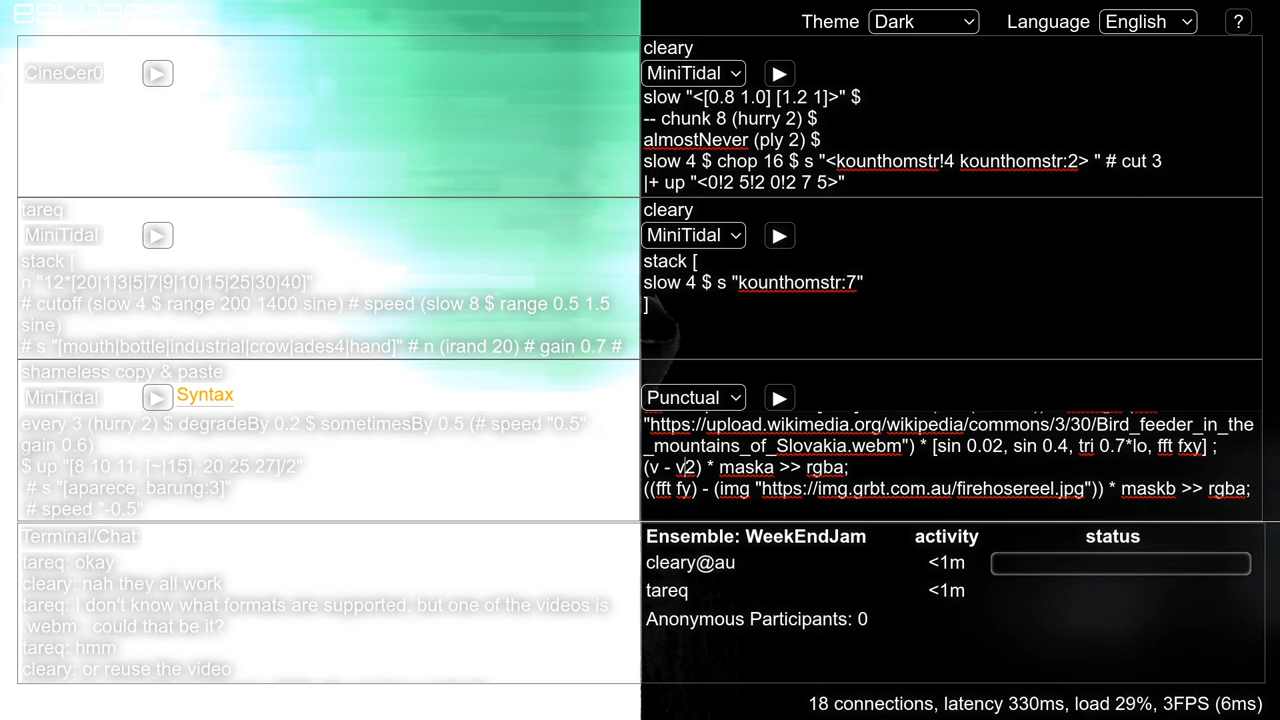 estuary
Theme Dark Language English ?
CineCer0
cleary
MiniTidal
slow "<[0.8 1.0] [1.2 1]>" $
-- chunk 8 (hurry 2) $
almostNever (ply 2) $
slow 4 $ chop 16 $ s "<kounthomstr!4 kounthomstr:2> " # cut 3
|+ up "<0!2 5!2 0!2 7 5>"
tareq
MiniTidal
stack [
n "12*[20|1|3|5|7|9|10|15|25|30|40]"
# cutoff (slow 4 $ range 200 1400 sine) # speed (slow 8 $ range 0.5 1.5
sine)
# s "[mouth|bottle|industrial|crow|ades4|hand]" # n (irand 20) # gain 0.7 #
cleary
MiniTidal
stack [
slow 4 $ s "kounthomstr:7"
]
shameless copy & paste
MiniTidal Syntax
every 3 (hurry 2) $ degradeBy 0.2 $ sometimesBy 0.5 (# speed "0.5"
gain 0.6)
$ up "[8 10 11, [~|15], 20 25 27]/2"
# s "[aparece, barung:3]"
# speed "-0.5"
Punctual
"https://upload.wikimedia.org/wikipedia/commons/3/30/Bird_feeder_in_the
_mountains_of_Slovakia.webm") * [sin 0.02, sin 0.4, tri 0.7*lo, fft fxy] ;
(v - v2) * maska >> rgba;
((fft fy) - (img "https://img.grbt.com.au/firehosereel.jpg")) * maskb >> rgba;
Terminal/Chat:
tareq: okay
cleary: nah they all work
tareq: I don't know what formats are supported, but one of the videos is
.webm.. could that be it?
tareq: hmm
cleary: or reuse the video
Ensemble: WeekEndJam activity status
cleary@au <1m
tareq <1m
Anonymous Participants: 0
18 connections, latency 330ms, load 29%, 3FPS (6ms)